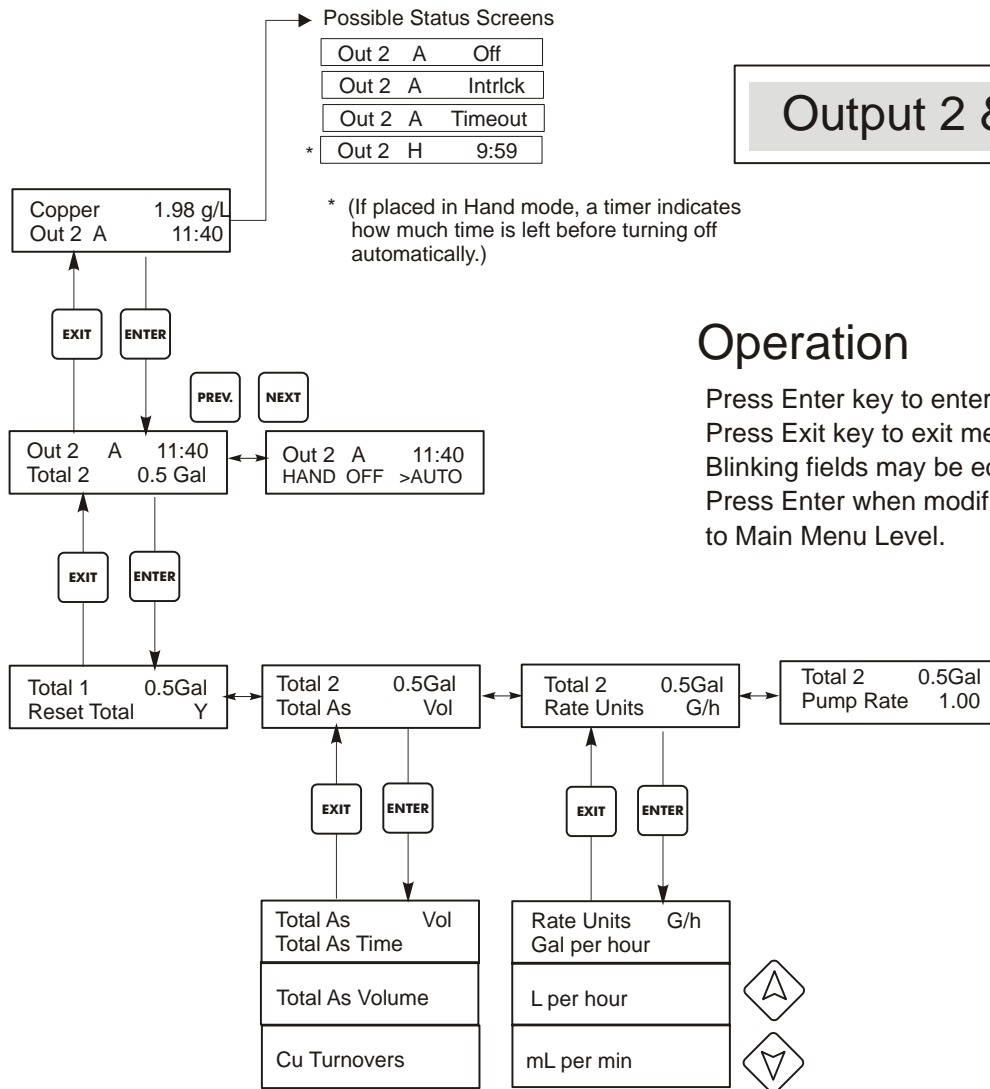 Possible Status Screens
Out 2 A Off
Out 2 A Intrlck
Out 2 A Timeout
* Out 2 H 9:59
Output 2 &
* (If placed in Hand mode, a timer indicates
how much time is left before turning off
automatically.)
Copper 1.98 g/L
Out 2 A 11:40
EXIT
ENTER
PREV.
NEXT
Operation
Press Enter key to enter
Press Exit key to exit me
Blinking fields may be ed
Press Enter when modif
to Main Menu Level.
Out 2 A 11:40
Total 2 0.5 Gal
Out 2 A 11:40
HAND OFF >AUTO
EXIT
ENTER
Total 1 0.5Gal
Reset Total Y
Total 2 0.5Gal
Total As Vol
Total 2 0.5Gal
Rate Units G/h
Total 2 0.5Gal
Pump Rate 1.00
EXIT
ENTER
EXIT
ENTER
Total As Vol
Total As Time
Total As Volume
Cu Turnovers
Rate Units G/h
Gal per hour
L per hour
mL per min